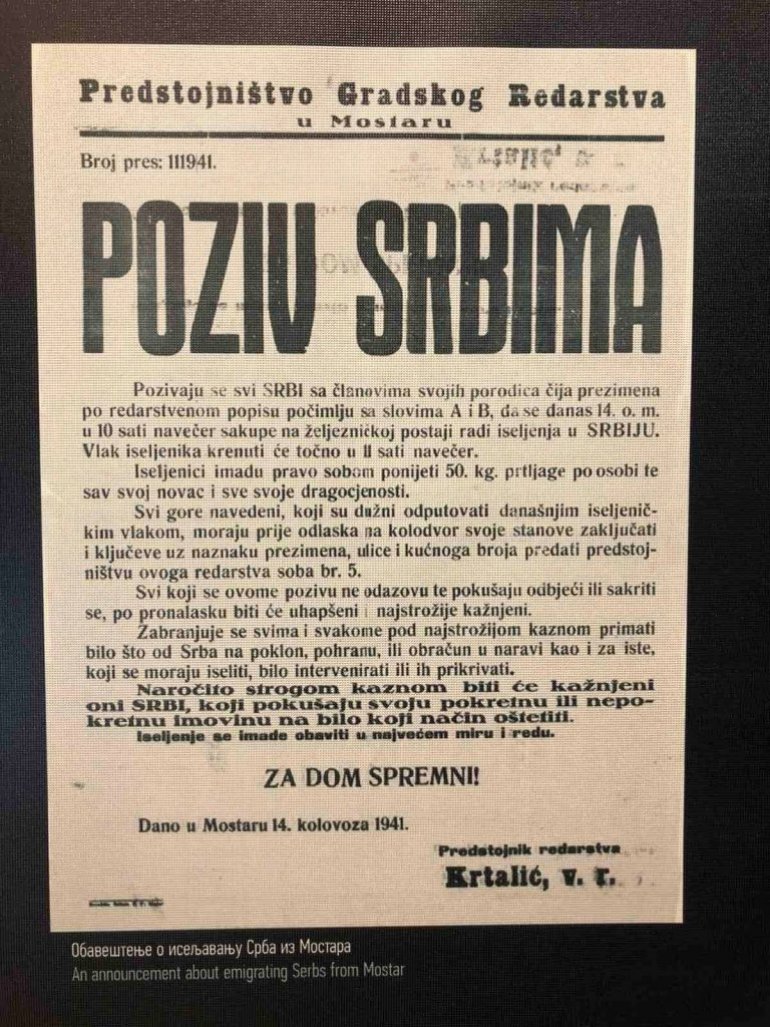 Predstojništvo Gradskog Redarstva
u Mostaru
Broj pres: 111941.
POZIV SRBIMA
Pozivaju se svi SRBI sa članovima svojih porodica čija prezimena
po redarstvenom popisu počimlju sa slovima A i B, da se danas 14. o. m.
u 10 sati navečer sakupe na željezničkoj postaji radi iseljenja u SRBIJU.
Vlak iseljenika krenuti će točno u 11 sati navečer.
Iseljenici imadu pravo sobom ponijeti 50. kg. prtljage po osobi te
sav svoj novac i sve svoje dragocjenosti.
Svi gore navedeni, koji su dužni odputovati današnjim iseljenič-
kim vlakom, moraju prije odlaska na kolodvor svoje stanove zaključati
i ključeve uz naznaku prezimena, ulice i kućnoga broja predati predstoj-
ništvu ovoga redarstva soba br. 5.
Svi koji se ovome pozivu ne odazovu te pokušaju odbjeći ili sakriti
se, po pronalasku biti će uhapšeni i najstrožije kažnjeni.
Zabranjuje se svima i svakome pod najstrožijom kaznom primati
bilo što od Srba na poklon, pohranu, ili obračun u naravi kao i za iste,
koji se moraju iseliti, bilo intervenirati ili ih prikrivati.
Naročito strogom kaznom biti će kažnjeni
oni SRBI, koji pokušaju svoju pokretnu ili nepo-
kretnu imovinu na bilo koji način oštetiti.
Iseljenje se imade obaviti u najvećem miru i redu.
ZA DOM SPREMNI!
Dano u Mostaru 14. kolovoza 1941.
Predstojnik redarstva
Krtalić, v. r.
Обавештење о исељавању Срба из Мостара
An announcement about emigrating Serbs from Mostar